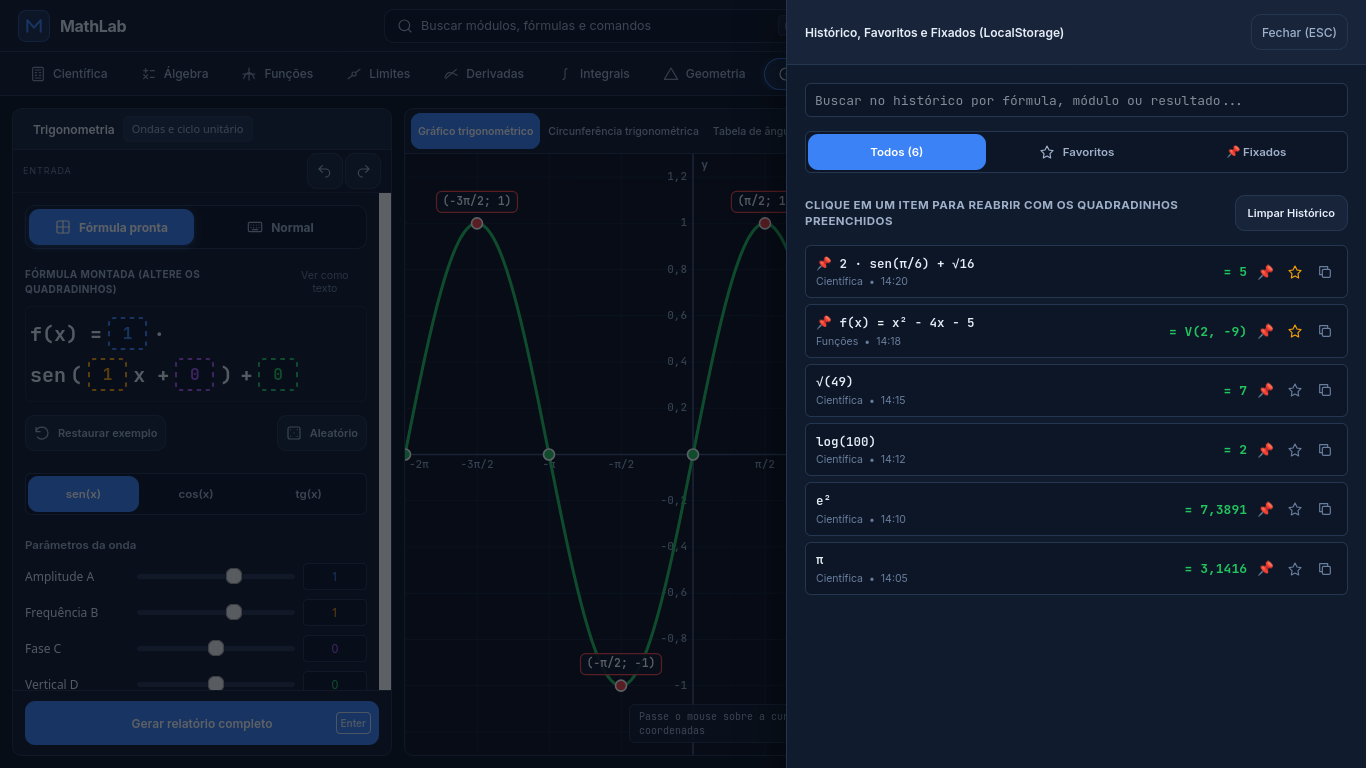 MathLab
Buscar módulos, fórmulas e comandos
Científica
Álgebra
Funções
Limites
Derivadas
Integrais
Geometria
Trigonometria
Ondas e ciclo unitário
ENTRADA
Fórmula pronta
Normal
FÓRMULA MONTADA (ALTERE OS
QUADRADINHOS)
Ver como
texto
f(x) = 1 ·
sen ( 1 x + 0 ) + 0
Restaurar exemplo
Aleatório
sen(x)
cos(x)
tg(x)
Parâmetros da onda
Amplitude A
1
Frequência B
1
Fase C
0
Vertical D
0
Gerar relatório completo
Enter
Gráfico trigonométrico
Circunferência trigonométrica
Tabela de ângu
y
1,2
1
0,8
0,6
0,4
0,2
-0,2
-0,4
-0,6
-0,8
-1
-2π
-3π/2
-π
-π/2
π/2
(-3π/2; 1)
(π/2; 1
(-π/2; -1)
Passe o mouse sobre a cur
coordenadas
Histórico, Favoritos e Fixados (LocalStorage)
Fechar (ESC)
Buscar no histórico por fórmula, módulo ou resultado...
Todos (6)
Favoritos
📌 Fixados
CLIQUE EM UM ITEM PARA REABRIR COM OS QUADRADINHOS
PREENCHIDOS
Limpar Histórico
📌 2 · sen(π/6) + √16
Científica • 14:20
= 5 📌
📌 f(x) = x² - 4x - 5
Funções • 14:18
= V(2, -9) 📌
√(49)
Científica • 14:15
= 7 📌
log(100)
Científica • 14:12
= 2 📌
e²
Científica • 14:10
= 7,3891 📌
π
Científica • 14:05
= 3,1416 📌